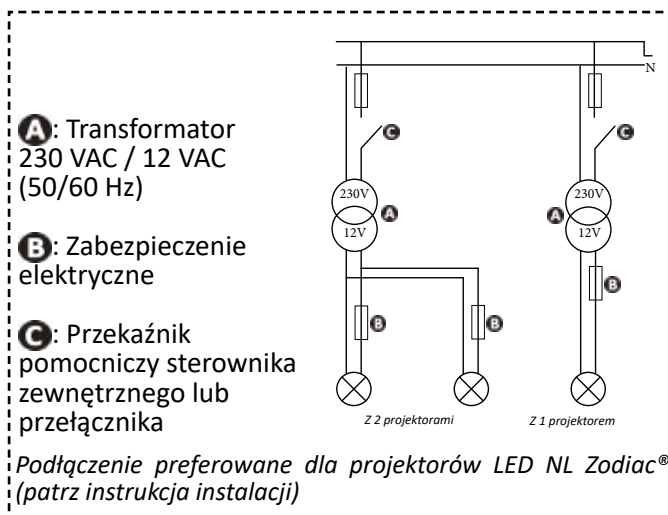 A: Transformator
230 VAC / 12 VAC
(50/60 Hz)
B: Zabezpieczenie
elektryczne
C: Przekaźnik
pomocniczy sterownika
zewnętrznego lub
przełącznika
L
N
C
C
230V
12V
A
230V
12V
A
B
B
B
Z 2 projektorami
Z 1 projektorem
Podłączenie preferowane dla projektorów LED NL Zodiac®
(patrz instrukcja instalacji)